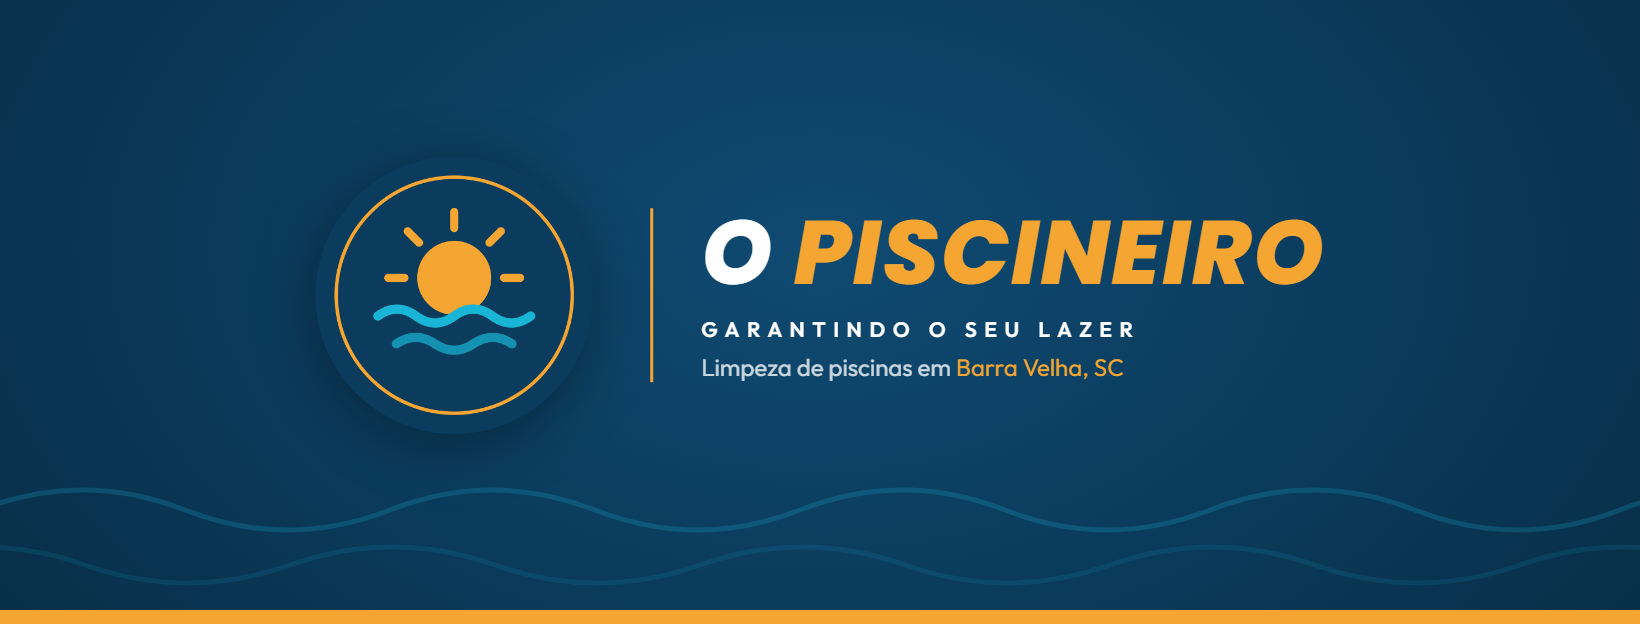 O PISCINEIRO
GARANTINDO O SEU LAZER
Limpeza de piscinas em Barra Velha, SC